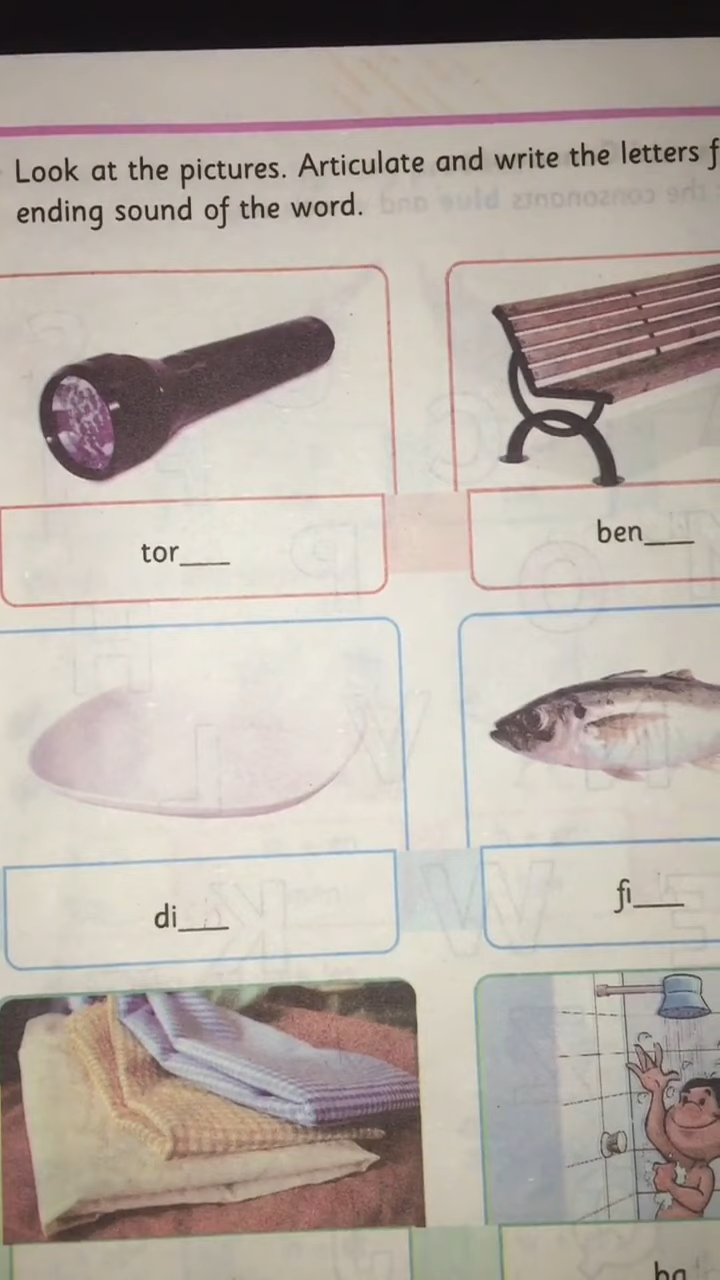 Look at the pictures. Articulate and write the letters f
ending sound of the word.
tor___
ben___
di___
fi___
ba